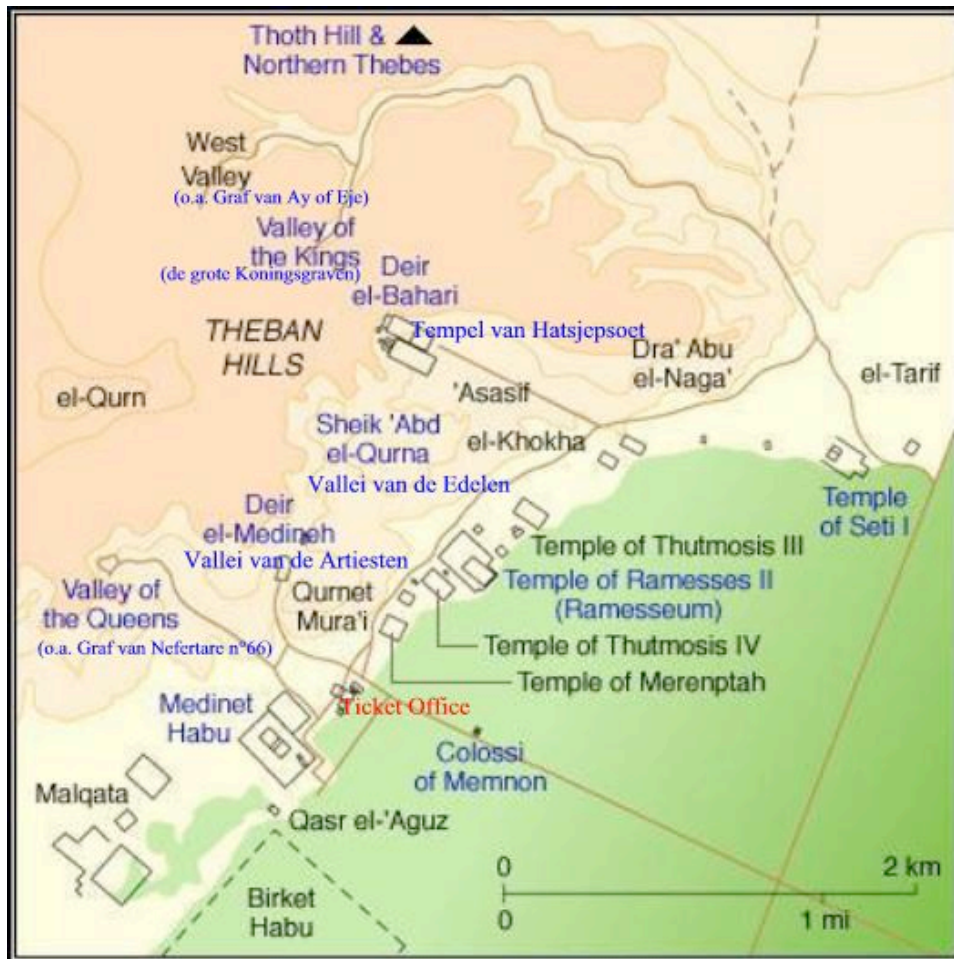 Thoth Hill &
Northern Thebes
West
Valley
(o.a. Graf van Ay of Eje)
Valley of
the Kings
(de grote Koningsgraven)
Deir
el-Bahari
Tempel van Hatsjepsoet
THEBAN
HILLS
Dra' Abu
el-Naga'
el-Tarif
el-Qurn
'Asasif
Sheik 'Abd
el-Qurna
el-Khokha
Vallei van de Edelen
Temple
of Seti I
Deir
el-Medineh
Vallei van de Artiesten
Temple of Thutmosis III
Valley of
the Queens
(o.a. Graf van Nefertare n°66)
Qurnet
Mura'i
Temple of Ramesses II
(Ramesseum)
Temple of Thutmosis IV
Temple of Merenptah
Medinet
Habu
Ticket Office
Colossi
of Memnon
Malqata
Qasr el-'Aguz
Birket
Habu
0 2 km
0 1 mi